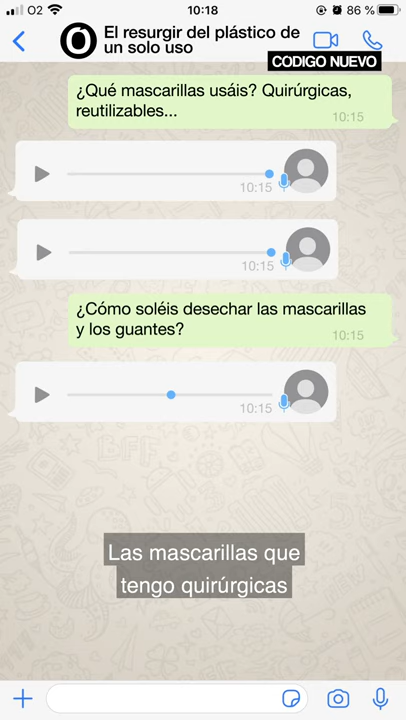 O2
10:18
86 %
El resurgir del plástico de
un solo uso
CODIGO NUEVO
¿Qué mascarillas usáis? Quirúrgicas,
reutilizables...
10:15
10:15
10:15
¿Cómo soléis desechar las mascarillas
y los guantes?
10:15
10:15
BFF
Las mascarillas que
tengo quirúrgicas